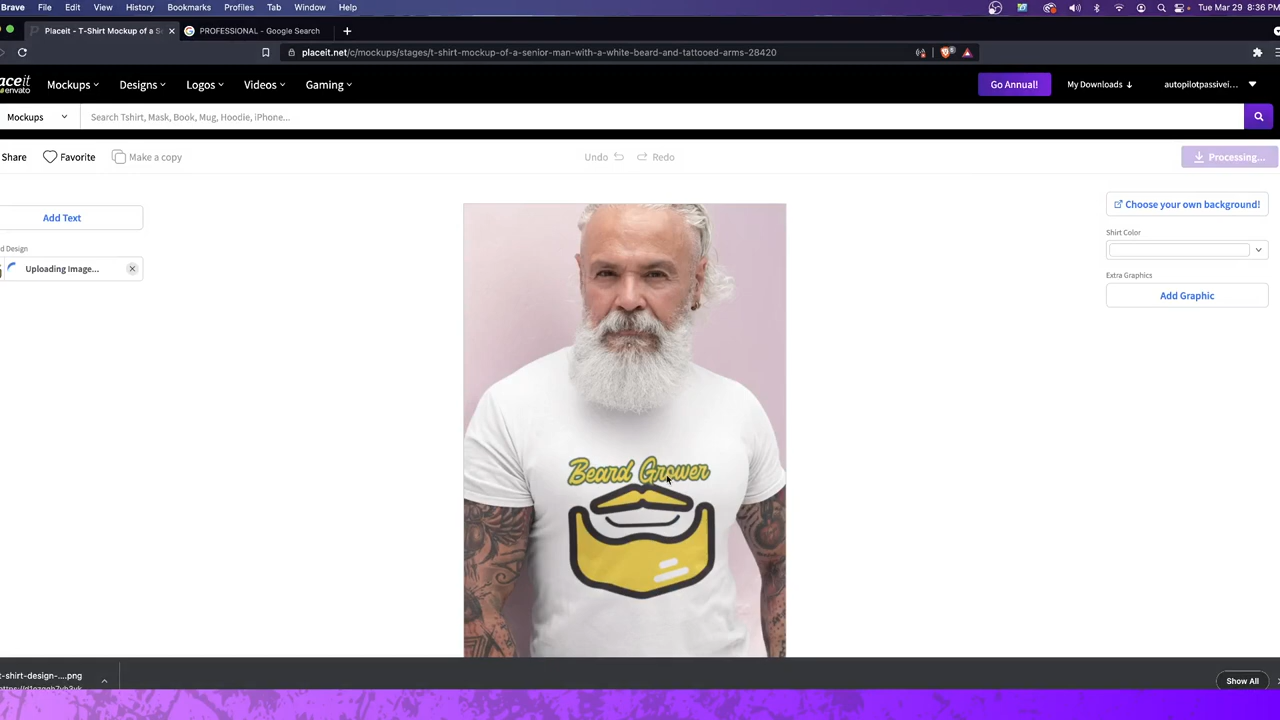 Brave File Edit View History Bookmarks Profiles Tab Window Help Tue Mar 29 8:36 PM
Placeit - T-Shirt Mockup of a S PROFESSIONAL - Google Search
placeit.net/c/mockups/stages/t-shirt-mockup-of-a-senior-man-with-a-white-beard-and-tattooed-arms-28420
aceit
envato
Mockups Designs Logos Videos Gaming Go Annual! My Downloads autopilotpassivei...
Mockups Search Tshirt, Mask, Book, Mug, Hoodie, iPhone...
Share Favorite Make a copy Undo Redo Processing...
Add Text
Choose your own background!
Shirt Color
d Design
Uploading Image...
Extra Graphics
Add Graphic
Beard Grower
t-shirt-design-....png
Show All